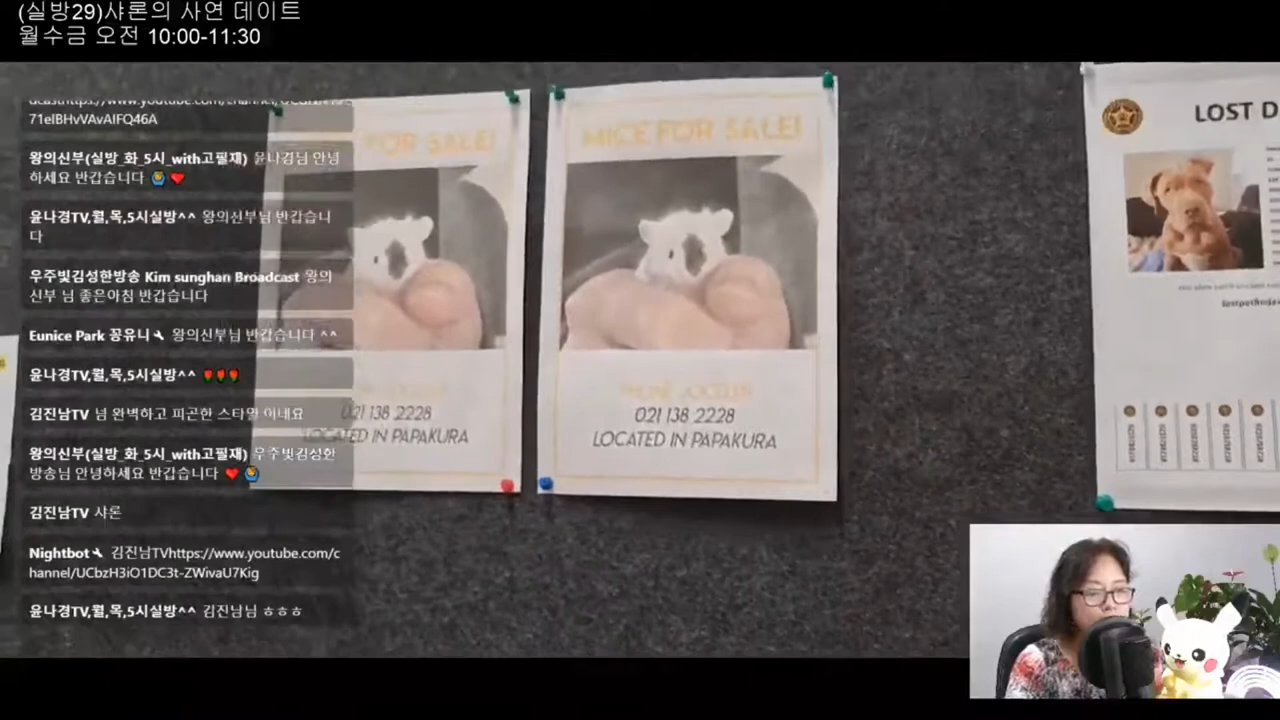 (실방29)샤론의 사연 데이트
월수금 오전 10:00-11:30
71eIBHvVAvAIFQ46A
왕의신부(실방_화_5시_with고필재) 윤나경님 안녕
하세요 반갑습니다
윤나경TV,월,목,5시실방^^ 왕의신부님 반갑습니
다
우주빛김성한방송 Kim sunghan Broadcast 왕의
신부 님 좋은아침 반갑습니다
Eunice Park 꽁유니 왕의신부님 반갑습니다 ^^
윤나경TV,월,목,5시실방^^
김진남TV 넘 완벽하고 피곤한 스타일 이네요
왕의신부(실방_화_5시_with고필재) 우주빛김성한
방송님 안녕하세요 반갑습니다
김진남TV 샤론
Nightbot 김진남TVhttps://www.youtube.com/c
hannel/UCbzH3iO1DC3t-ZWivaU7Kig
윤나경TV,월,목,5시실방^^ 김진남님 ㅎㅎㅎ
FOR SALE!
021 138 2228
LOCATED IN PAPAKURA
MICE FOR SALE!
021 138 2228
LOCATED IN PAPAKURA
LOST D